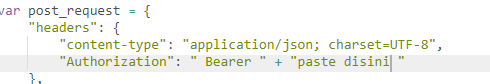 var post_request = {
"headers": {
"content-type": "application/json; charset=UTF-8",
"Authorization": " Bearer " + "paste disini "
},